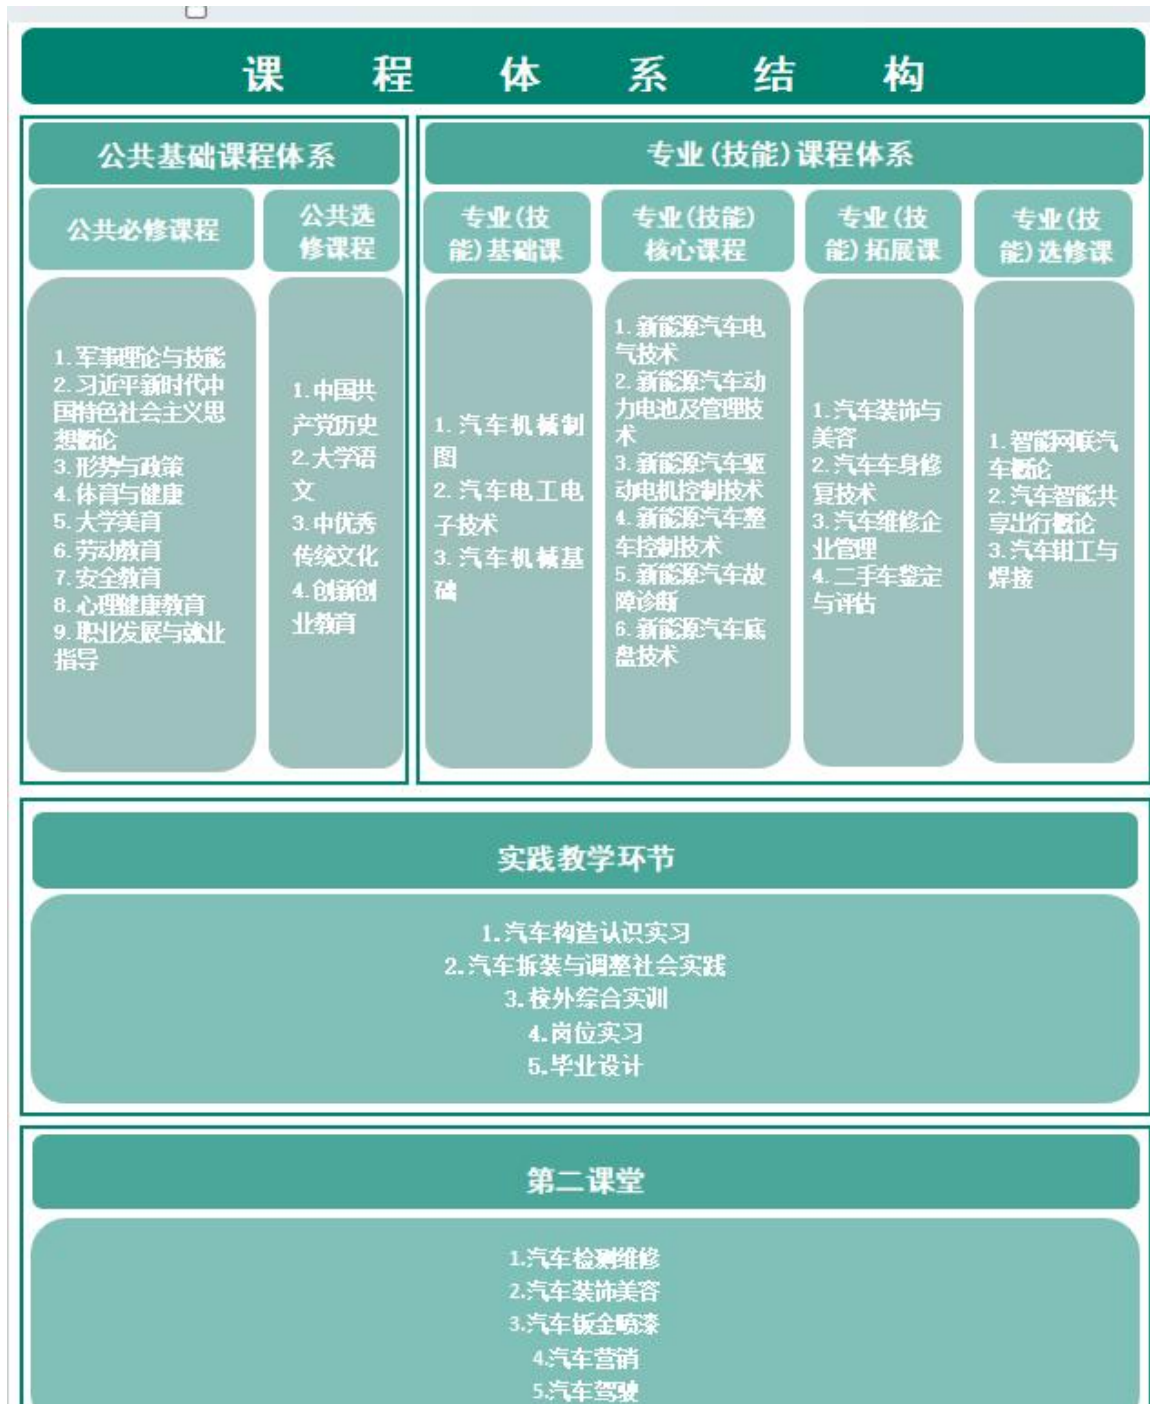 课程体系结构
公共基础课程体系
专业(技能)课程体系
公共必修课程
公共选
修课程
专业(技
能)基础课
专业(技能)
核心课程
专业(技
能)拓展课
专业(技
能)选修课
1.军事理论与技能
2.习近平新时代中
国特色社会主义思
想概论
3.形势与政策
4.体育与健康
5.大学美育
6.劳动教育
7.安全教育
8.心理健康教育
9.职业发展与就业
指导
1.中国共
产党历史
2.大学语
文
3.中优秀
传统文化
4.创新创
业教育
1.汽车机械制
图
2.汽车电工电
子技术
3.汽车机械基
础
1.新能源汽车电
气技术
2.新能源汽车动
力电池及管理技
术
3.新能源汽车驱
动电机控制技术
4.新能源汽车整
车控制技术
5.新能源汽车故
障诊断
6.新能源汽车底
盘技术
1.汽车装饰与
美容
2.汽车车身修
复技术
3.汽车维修企
业管理
4.二手车鉴定
与评估
1.智能网联汽
车概论
2.汽车智能共
享出行概论
3.汽车钳工与
焊接
实践教学环节
1.汽车构造认识实习
2.汽车拆装与调整社会实践
3.校外综合实训
4.岗位实习
5.毕业设计
第二课堂
1.汽车检测维修
2.汽车装饰美容
3.汽车钣金喷漆
4.汽车营销
5.汽车驾驶